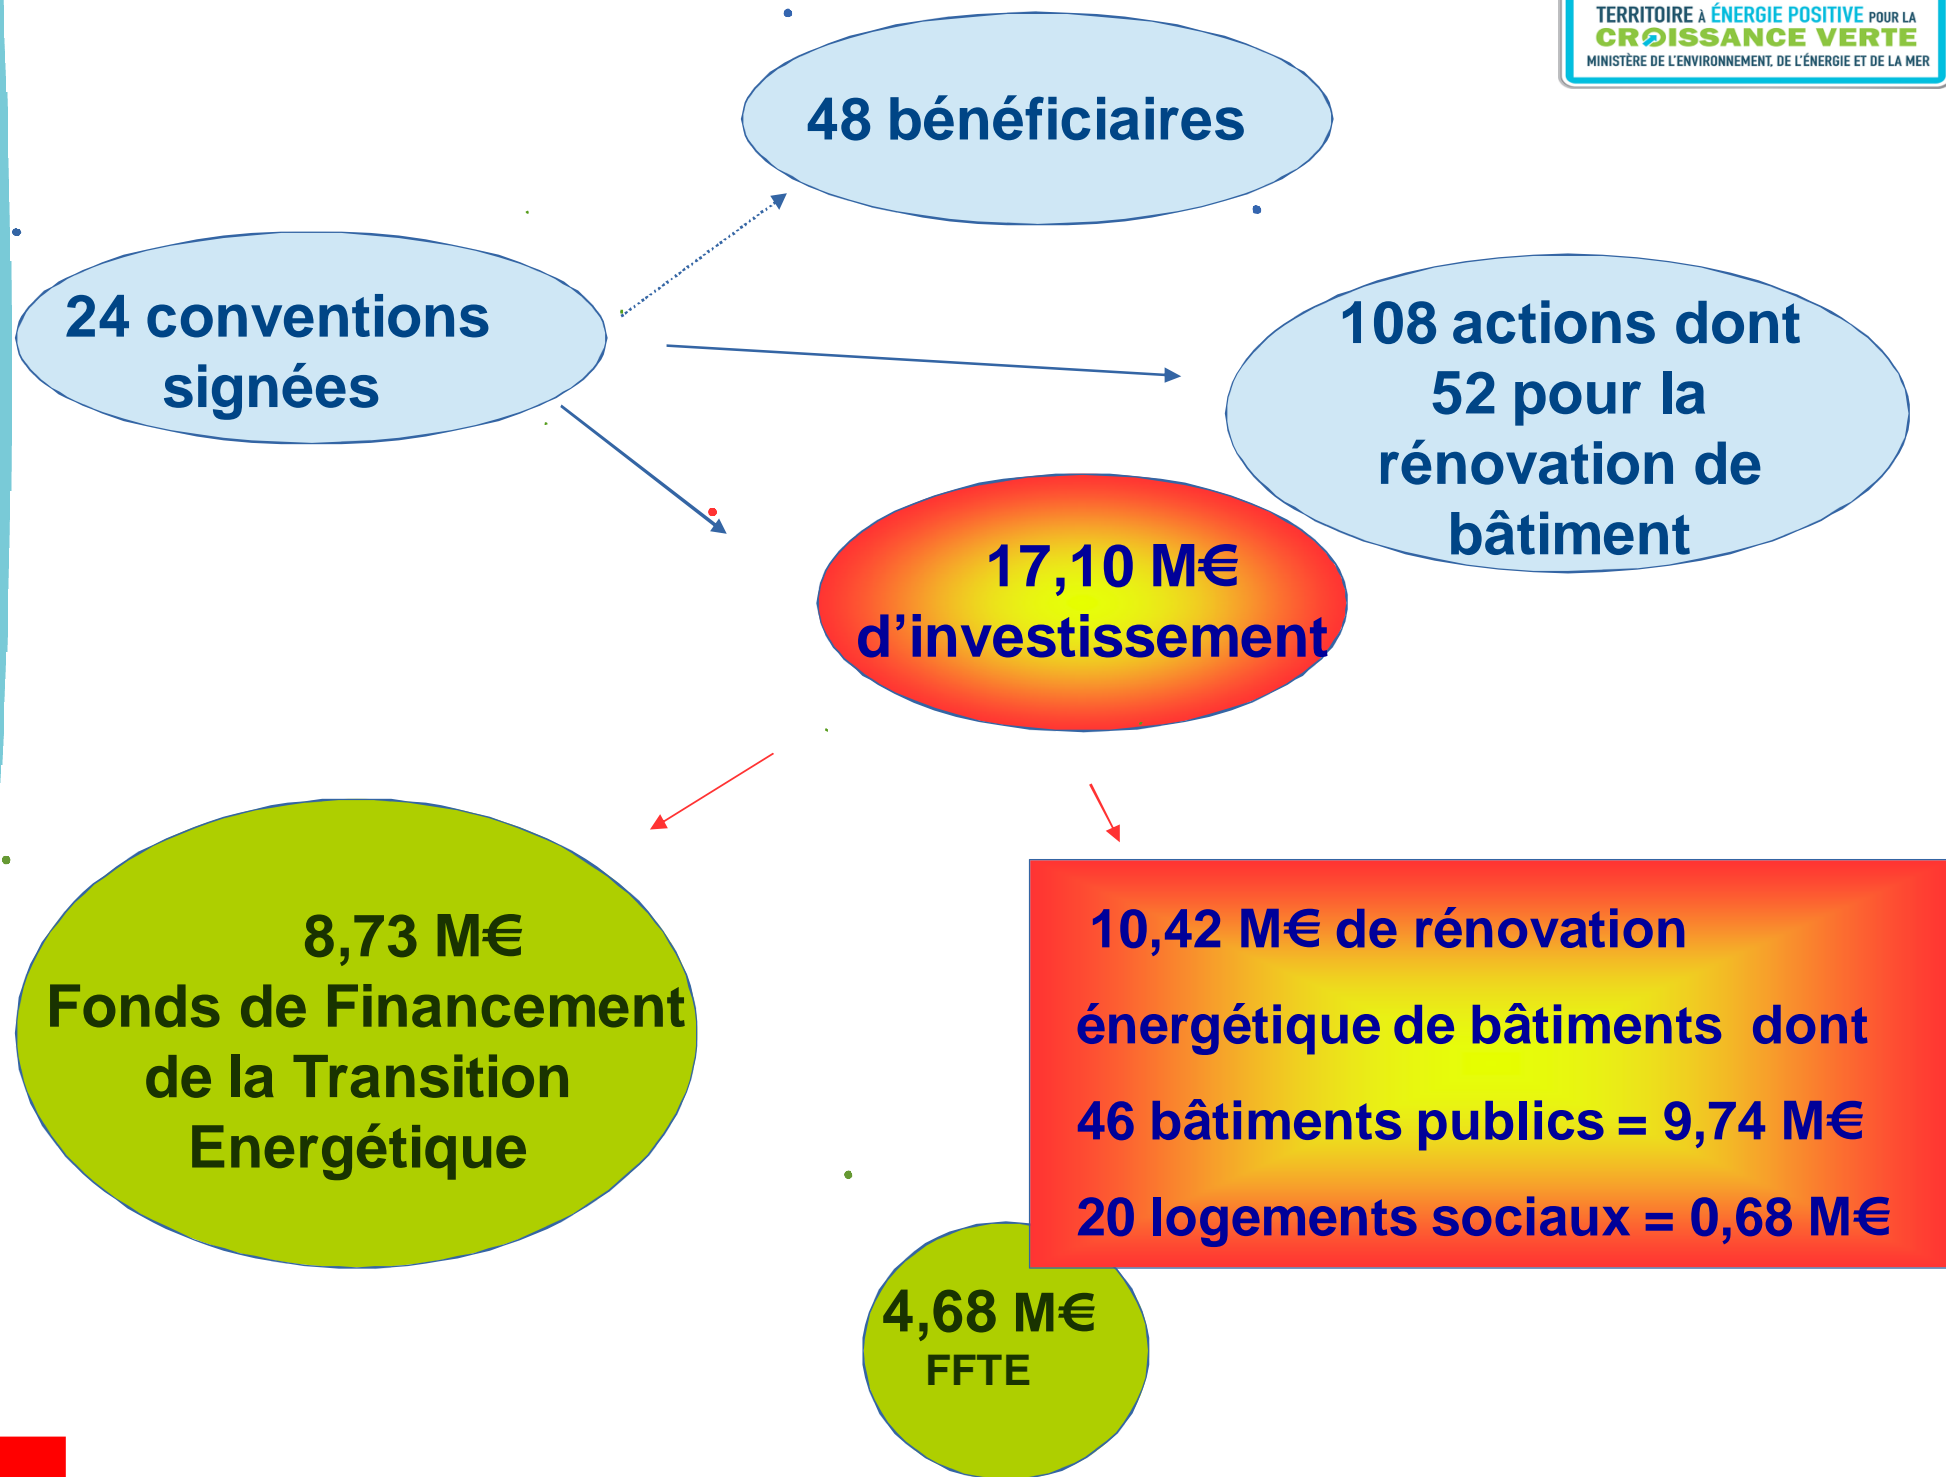 TERRITOIRE À ÉNERGIE POSITIVE POUR LA
CROISSANCE VERTE
MINISTÈRE DE L'ENVIRONNEMENT, DE L'ÉNERGIE ET DE LA MER
48 bénéficiaires
24 conventions
signées
108 actions dont
52 pour la
rénovation de
bâtiment
17,10 M€
d’investissement
8,73 M€
Fonds de Financement
de la Transition
Energétique
10,42 M€ de rénovation
énergétique de bâtiments dont
46 bâtiments publics = 9,74 M€
20 logements sociaux = 0,68 M€
4,68 M€
FFTE